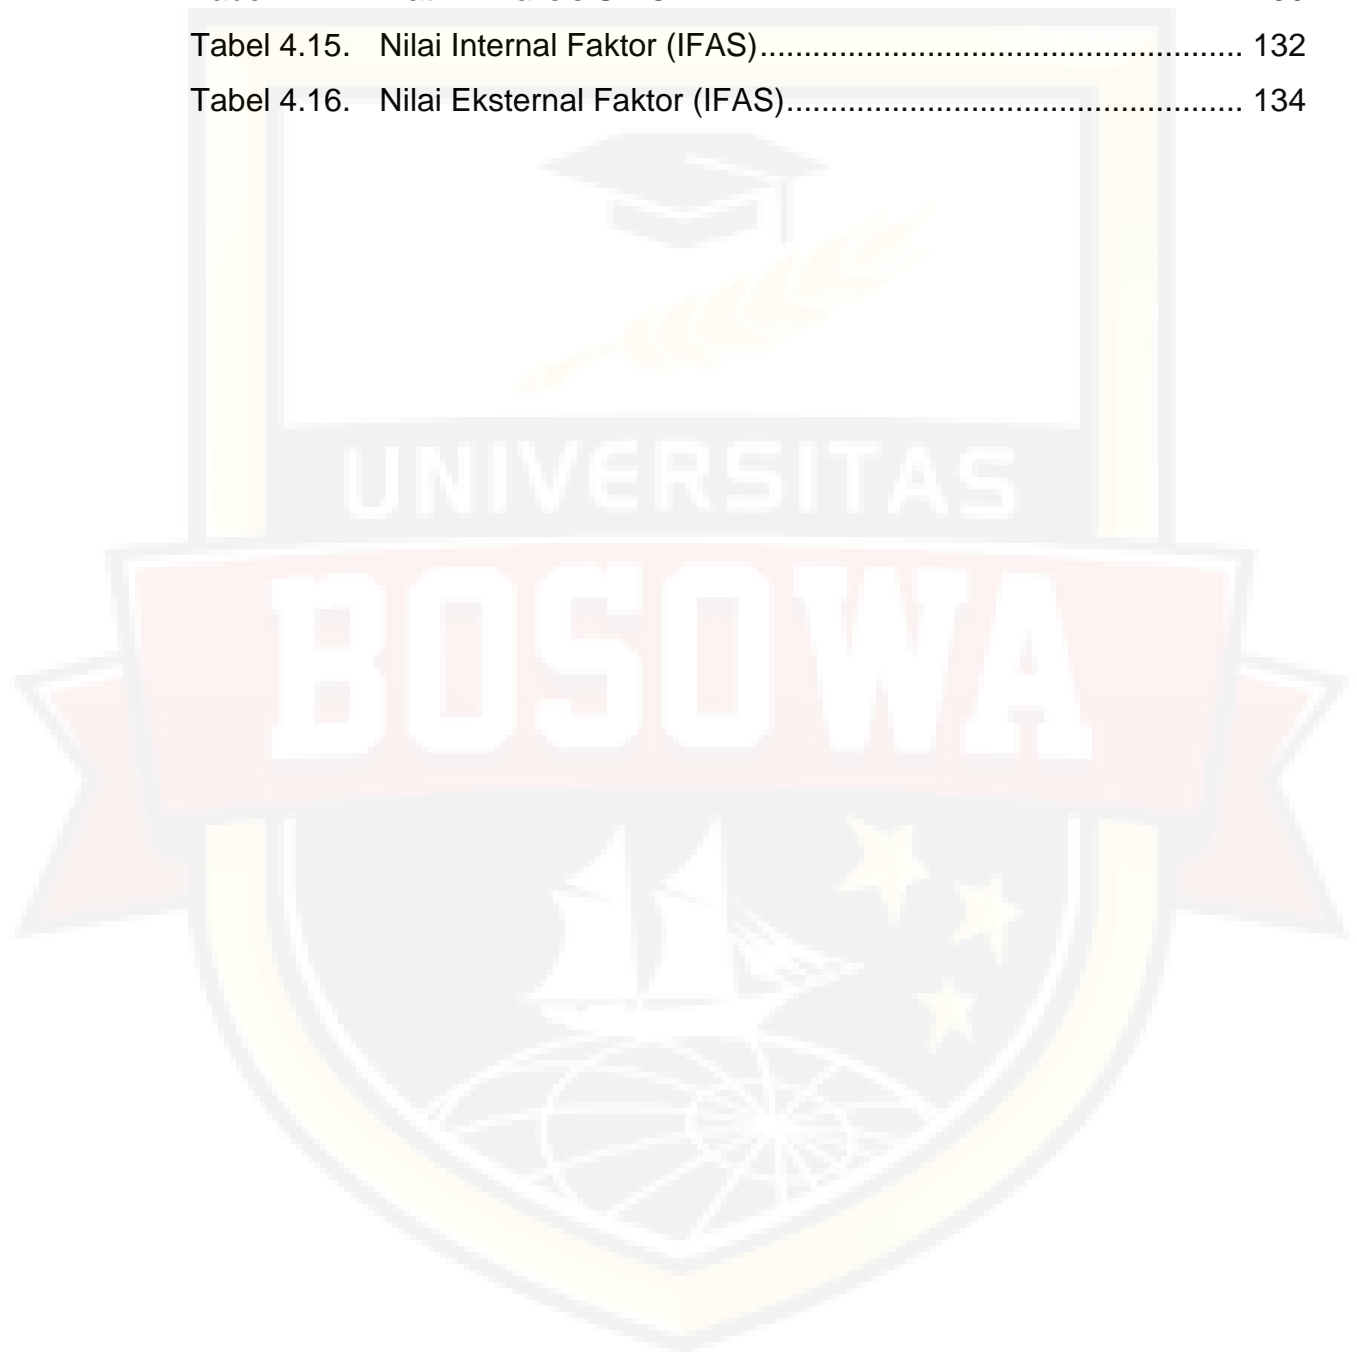 Tabel 4.15. Nilai Internal Faktor (IFAS)...................................................... 132
Tabel 4.16. Nilai Eksternal Faktor (IFAS)................................................... 134
UNIVERSITAS
BOSOWA